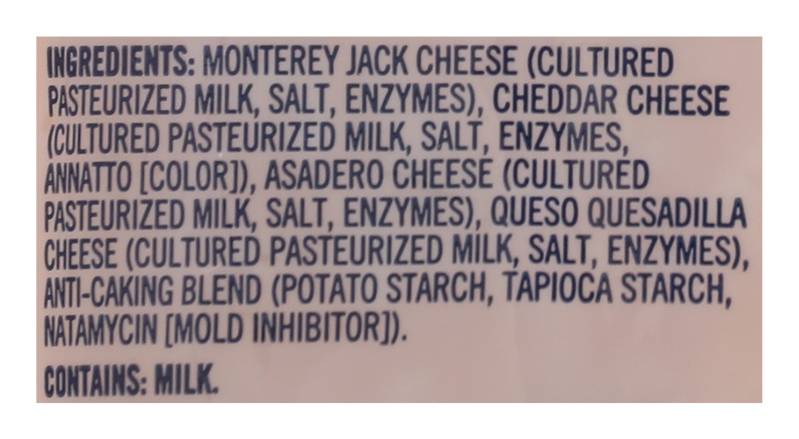 INGREDIENTS: MONTEREY JACK CHEESE (CULTURED
PASTEURIZED MILK, SALT, ENZYMES), CHEDDAR CHEESE
(CULTURED PASTEURIZED MILK, SALT, ENZYMES,
ANNATTO [COLOR]), ASADERO CHEESE (CULTURED
PASTEURIZED MILK, SALT, ENZYMES), QUESO QUESADILLA
CHEESE (CULTURED PASTEURIZED MILK, SALT, ENZYMES),
ANTI-CAKING BLEND (POTATO STARCH, TAPIOCA STARCH,
NATAMYCIN [MOLD INHIBITOR]).
CONTAINS: MILK.